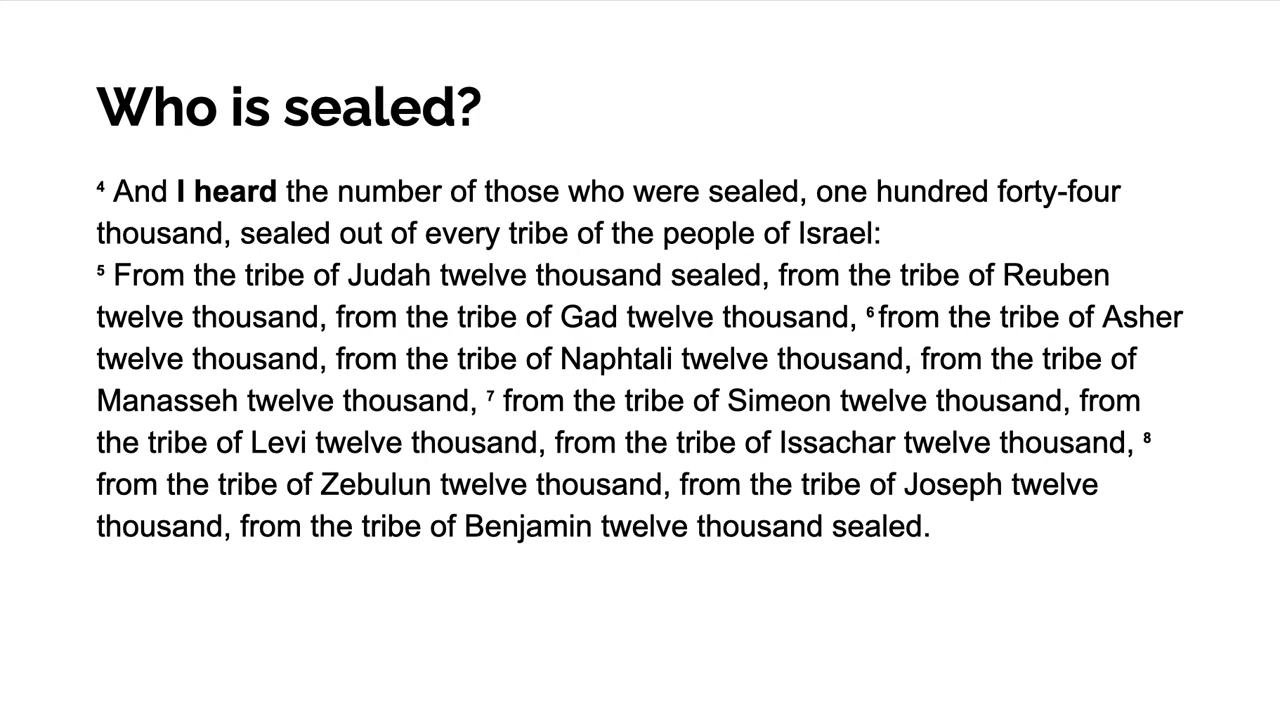 Who is sealed?
⁴ And I heard the number of those who were sealed, one hundred forty-four
thousand, sealed out of every tribe of the people of Israel:
⁵ From the tribe of Judah twelve thousand sealed, from the tribe of Reuben
twelve thousand, from the tribe of Gad twelve thousand, ⁶ from the tribe of Asher
twelve thousand, from the tribe of Naphtali twelve thousand, from the tribe of
Manasseh twelve thousand, ⁷ from the tribe of Simeon twelve thousand, from
the tribe of Levi twelve thousand, from the tribe of Issachar twelve thousand, ⁸
from the tribe of Zebulun twelve thousand, from the tribe of Joseph twelve
thousand, from the tribe of Benjamin twelve thousand sealed.